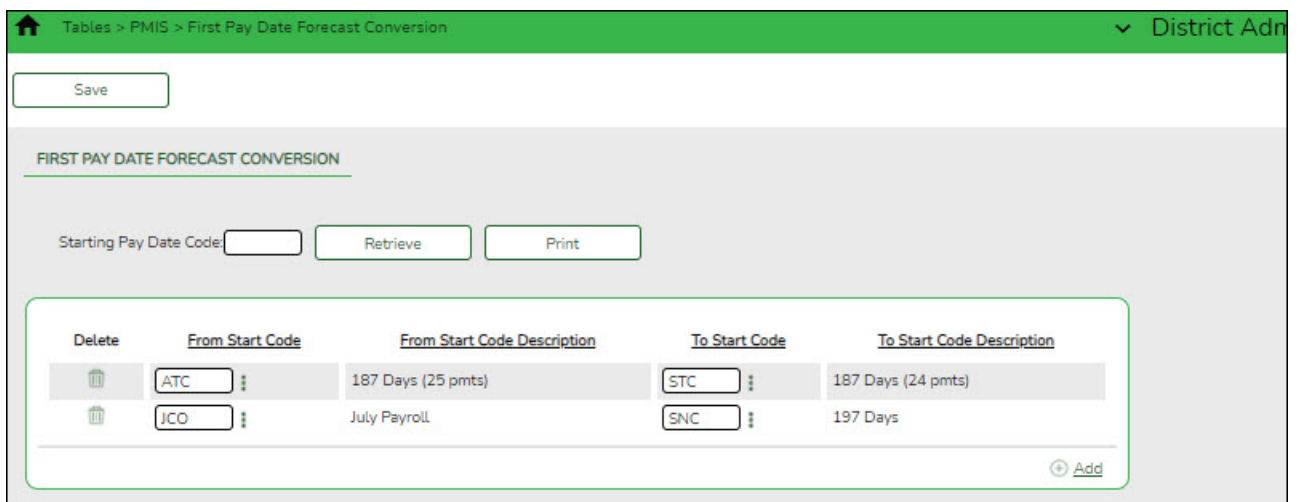 Tables > PMIS > First Pay Date Forecast Conversion District Adm
Save
FIRST PAY DATE FORECAST CONVERSION
Starting Pay Date Code: Retrieve Print
Delete From Start Code From Start Code Description To Start Code To Start Code Description
ATC 187 Days (25 pmts) STC 187 Days (24 pmts)
JCO July Payroll SNC 197 Days
Add